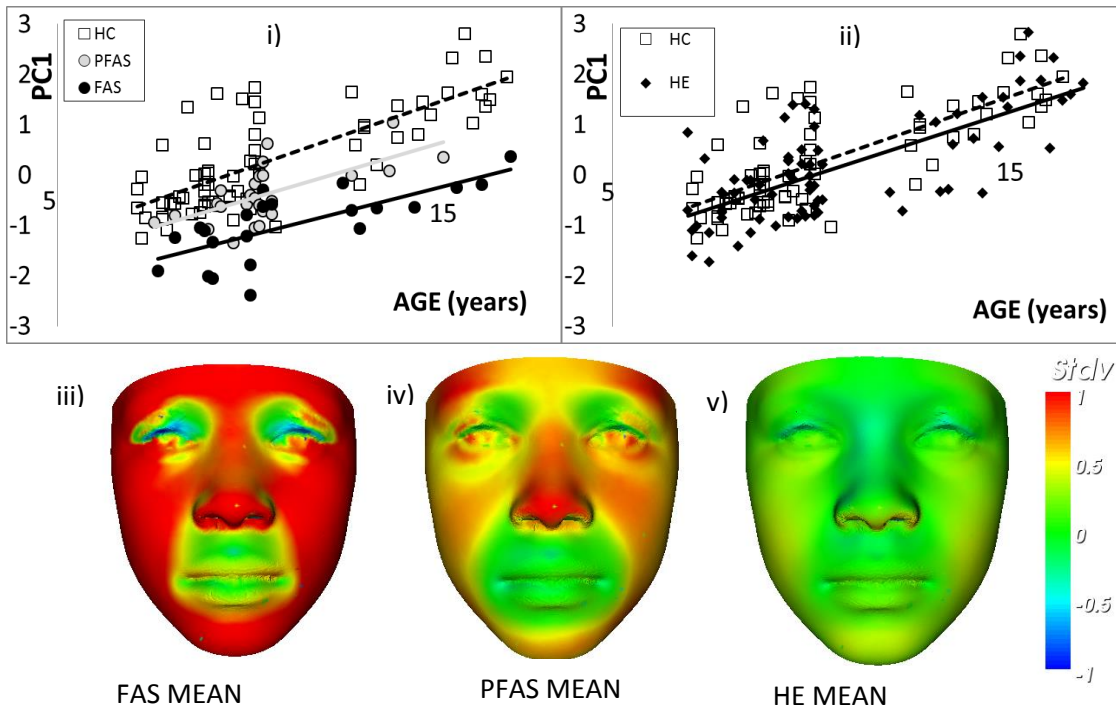 i)
HC
PFAS
FAS
PC1
3
2
1
0
-1
-2
-3
5
15
AGE (years)
ii)
HC
HE
PC1
3
2
1
0
-1
-2
-3
5
15
AGE (years)
iii)
iv)
v)
Stdv
1
0.5
0
-0.5
-1
FAS MEAN
PFAS MEAN
HE MEAN